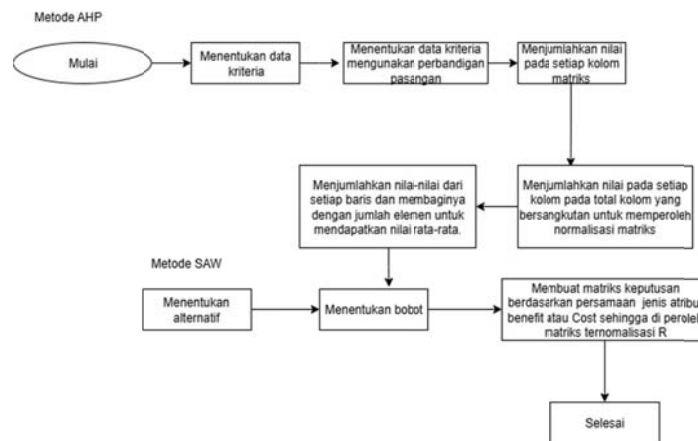 Metode AHP
Mulai
Menentukan data
kriteria
Menentukan data kriteria
mengunakan perbandigan
pasangan
Menjumlahkan nilai
pada setiap kolom
matriks
Menjumlahkan nilai pada setiap
kolom pada total kolom yang
bersangkutan untuk memperoleh
normalisasi matriks
Menjumlahkan nila-nilai dari
setiap baris dan membaginya
dengan jumlah elenen untuk
mendapatkan nilai rata-rata.
Metode SAW
Menentukan
alternatif
Menentukan bobot
Membuat matriks keputusan
berdasarkan persamaan jenis atribu
benefit atau Cost sehingga di peroleh
matriks ternomalisasi R
Selesai